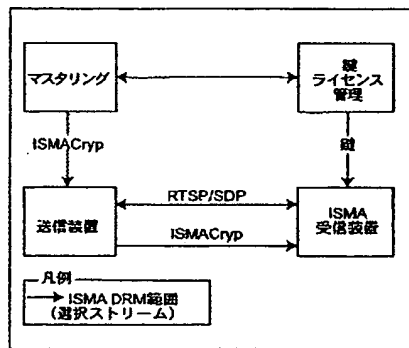 マスタリング
鍵
ライセンス
管理
ISMACryp
鍵
RTSP/SDP
送信装置
ISMA
受信装置
ISMACryp
凡例
ISMA DRM範囲
(選択ストリーム)